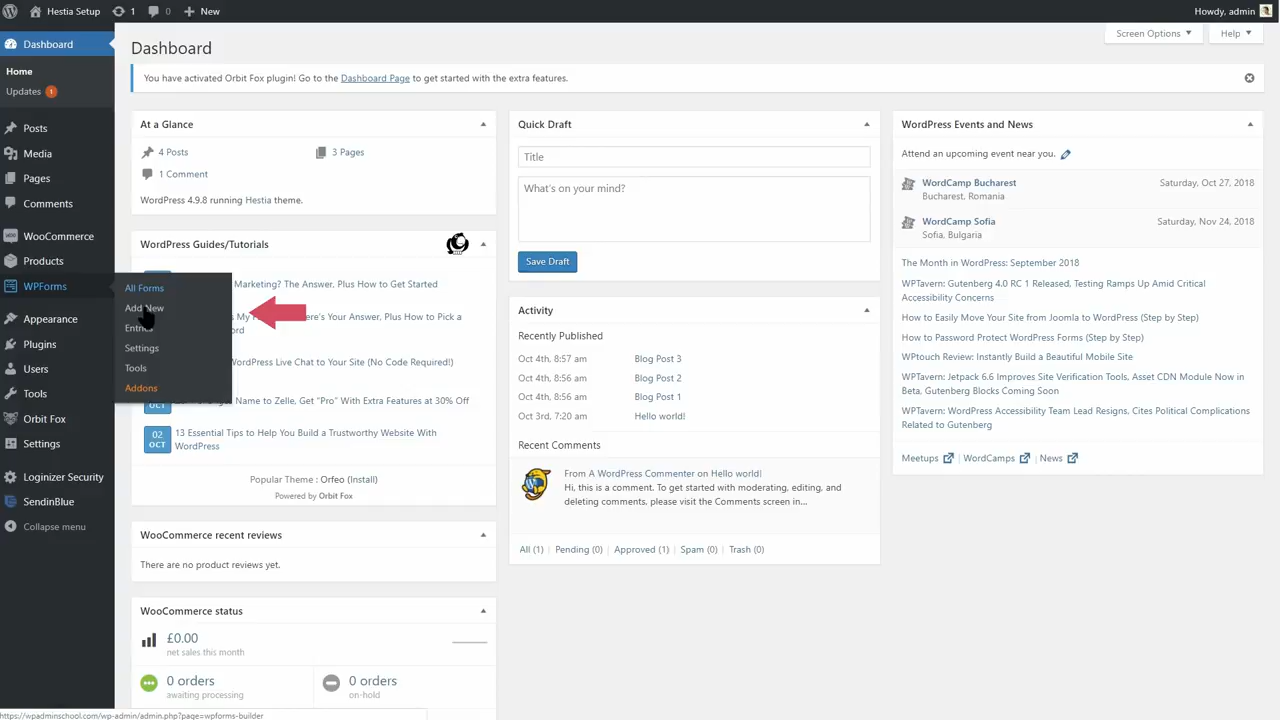 Hestia Setup
1
0
New
Howdy, admin
Dashboard
Home
Updates 1
Posts
Media
Pages
Comments
WooCommerce
Products
WPForms
Appearance
Plugins
Users
Tools
Orbit Fox
Settings
Loginizer Security
SendinBlue
Collapse menu
All Forms
Add New
Settings
Tools
Addons
Dashboard
Screen Options
Help
You have activated Orbit Fox plugin! Go to the Dashboard Page to get started with the extra features.
At a Glance
4 Posts
3 Pages
1 Comment
WordPress 4.9.8 running Hestia theme.
WordPress Guides/Tutorials
Marketing? The Answer, Plus How to Get Started
s My
ere's Your Answer, Plus How to Pick a
ord
WordPress Live Chat to Your Site (No Code Required!)
OCT
Name to Zelle, Get "Pro" With Extra Features at 30% Off
02
OCT
13 Essential Tips to Help You Build a Trustworthy Website With
WordPress
Popular Theme : Orfeo (Install)
Powered by Orbit Fox
WooCommerce recent reviews
There are no product reviews yet.
WooCommerce status
£0.00
net sales this month
0 orders
awaiting processing
0 orders
on-hold
Quick Draft
Title
What's on your mind?
Save Draft
Activity
Recently Published
Oct 4th, 8:57 am Blog Post 3
Oct 4th, 8:56 am Blog Post 2
Oct 4th, 8:56 am Blog Post 1
Oct 3rd, 7:20 am Hello world!
Recent Comments
From A WordPress Commenter on Hello world!
Hi, this is a comment. To get started with moderating, editing, and
deleting comments, please visit the Comments screen in...
All (1) | Pending (0) | Approved (1) | Spam (0) | Trash (0)
WordPress Events and News
Attend an upcoming event near you.
WordCamp Bucharest Saturday, Oct 27, 2018
Bucharest, Romania
WordCamp Sofia Saturday, Nov 24, 2018
Sofia, Bulgaria
The Month in WordPress: September 2018
WPTavern: Gutenberg 4.0 RC 1 Released, Testing Ramps Up Amid Critical
Accessibility Concerns
How to Easily Move Your Site from Joomla to WordPress (Step by Step)
How to Password Protect WordPress Forms (Step by Step)
WPtouch Review: Instantly Build a Beautiful Mobile Site
WPTavern: Jetpack 6.6 Improves Site Verification Tools, Asset CDN Module Now in
Beta, Gutenberg Blocks Coming Soon
WPTavern: WordPress Accessibility Team Lead Resigns, Cites Political Complications
Related to Gutenberg
Meetups | WordCamps | News
https://wpadminschool.com/wp-admin/admin.php?page=wpforms-builder